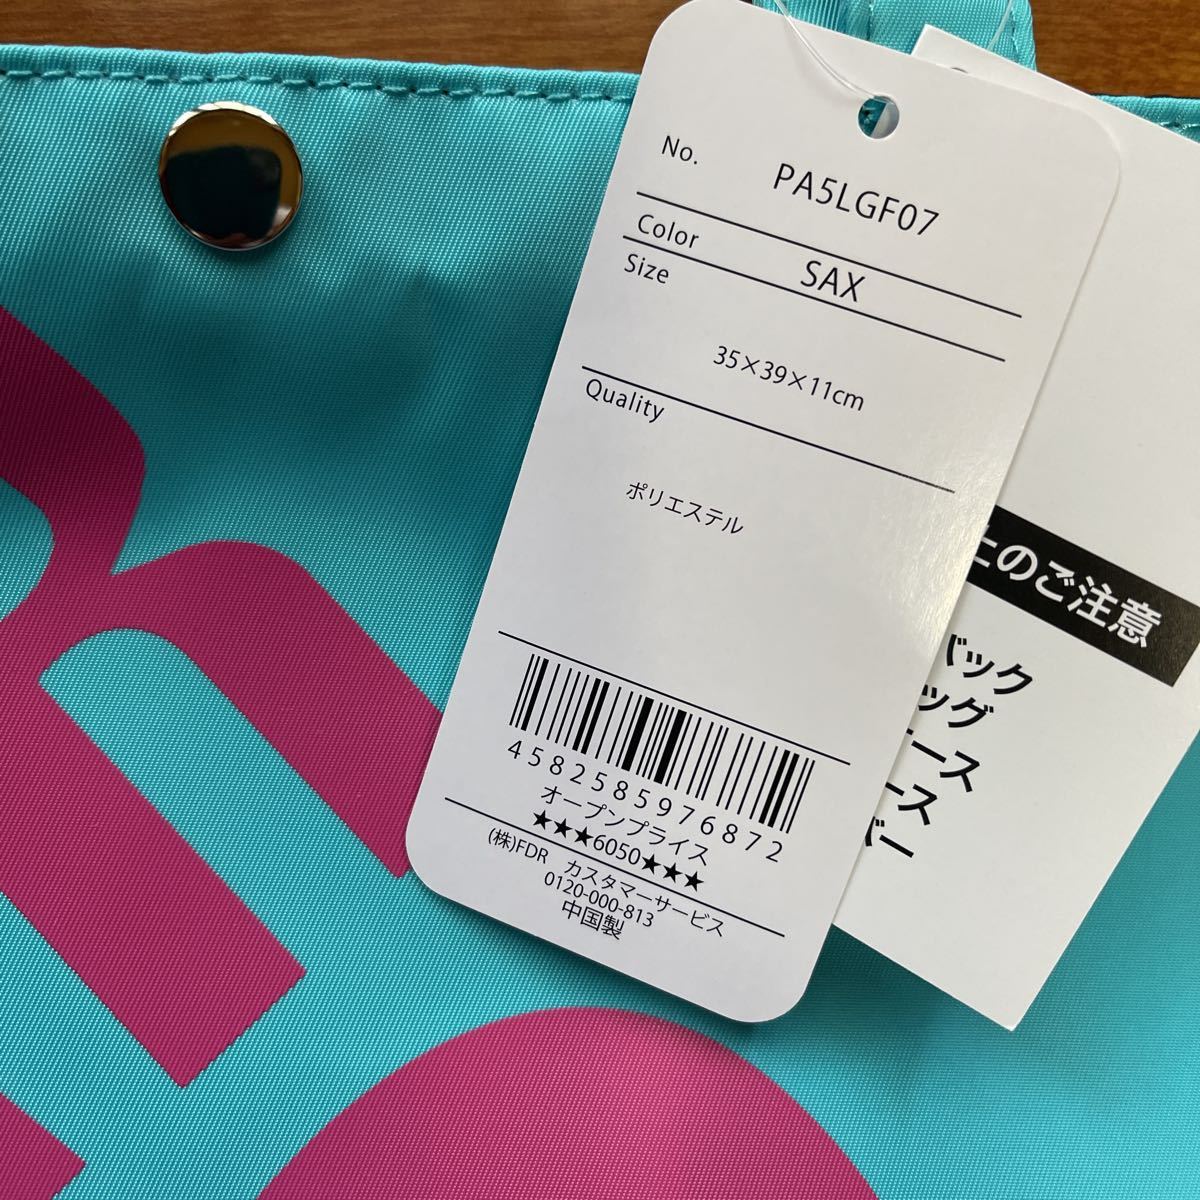 No. PA5LGF07
Color SAX
Size
35×39×11cm
Quality
ポリエステル
4582585976872
オープンプライス
★★★6050★★★
(株)FDR カスタマーサービス
0120-000-813
中国製
上のご注意
バック
ッグ
ース
ース
バー